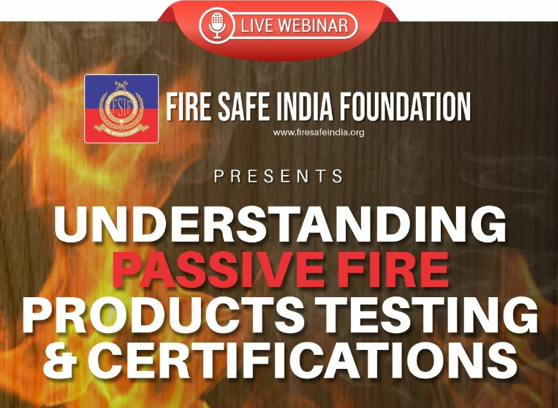 LIVE WEBINAR
FIRE SAFE INDIA FOUNDATION
www.firesafeindia.org
PRESENTS
UNDERSTANDING
PASSIVE FIRE
PRODUCTS TESTING
& CERTIFICATIONS